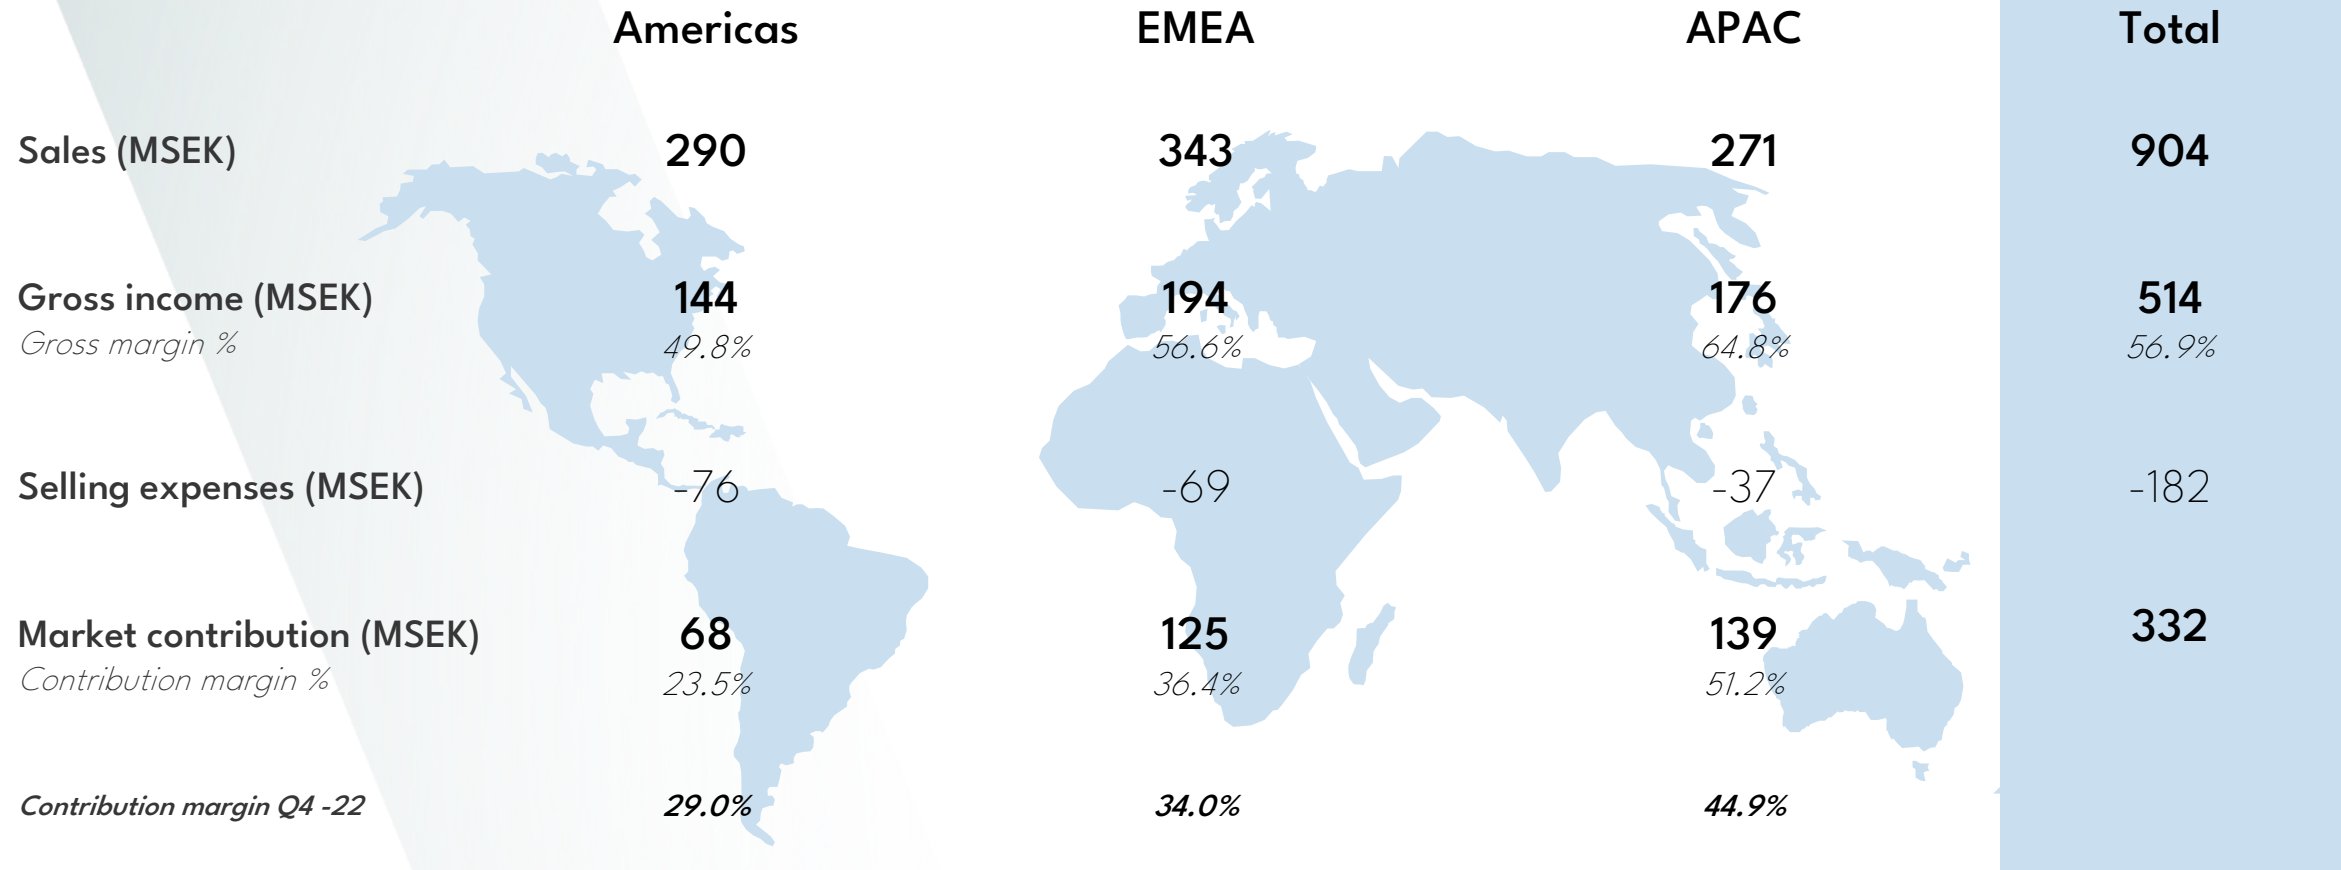 Americas EMEA APAC Total
Sales (MSEK) 290 343 271 904
Gross income (MSEK) 144 194 176 514
Gross margin % 49.8% 56.6% 64.8% 56.9%
Selling expenses (MSEK) -76 -69 -37 -182
Market contribution (MSEK) 68 125 139 332
Contribution margin % 23.5% 36.4% 51.2%
Contribution margin Q4 -22 29.0% 34.0% 44.9%